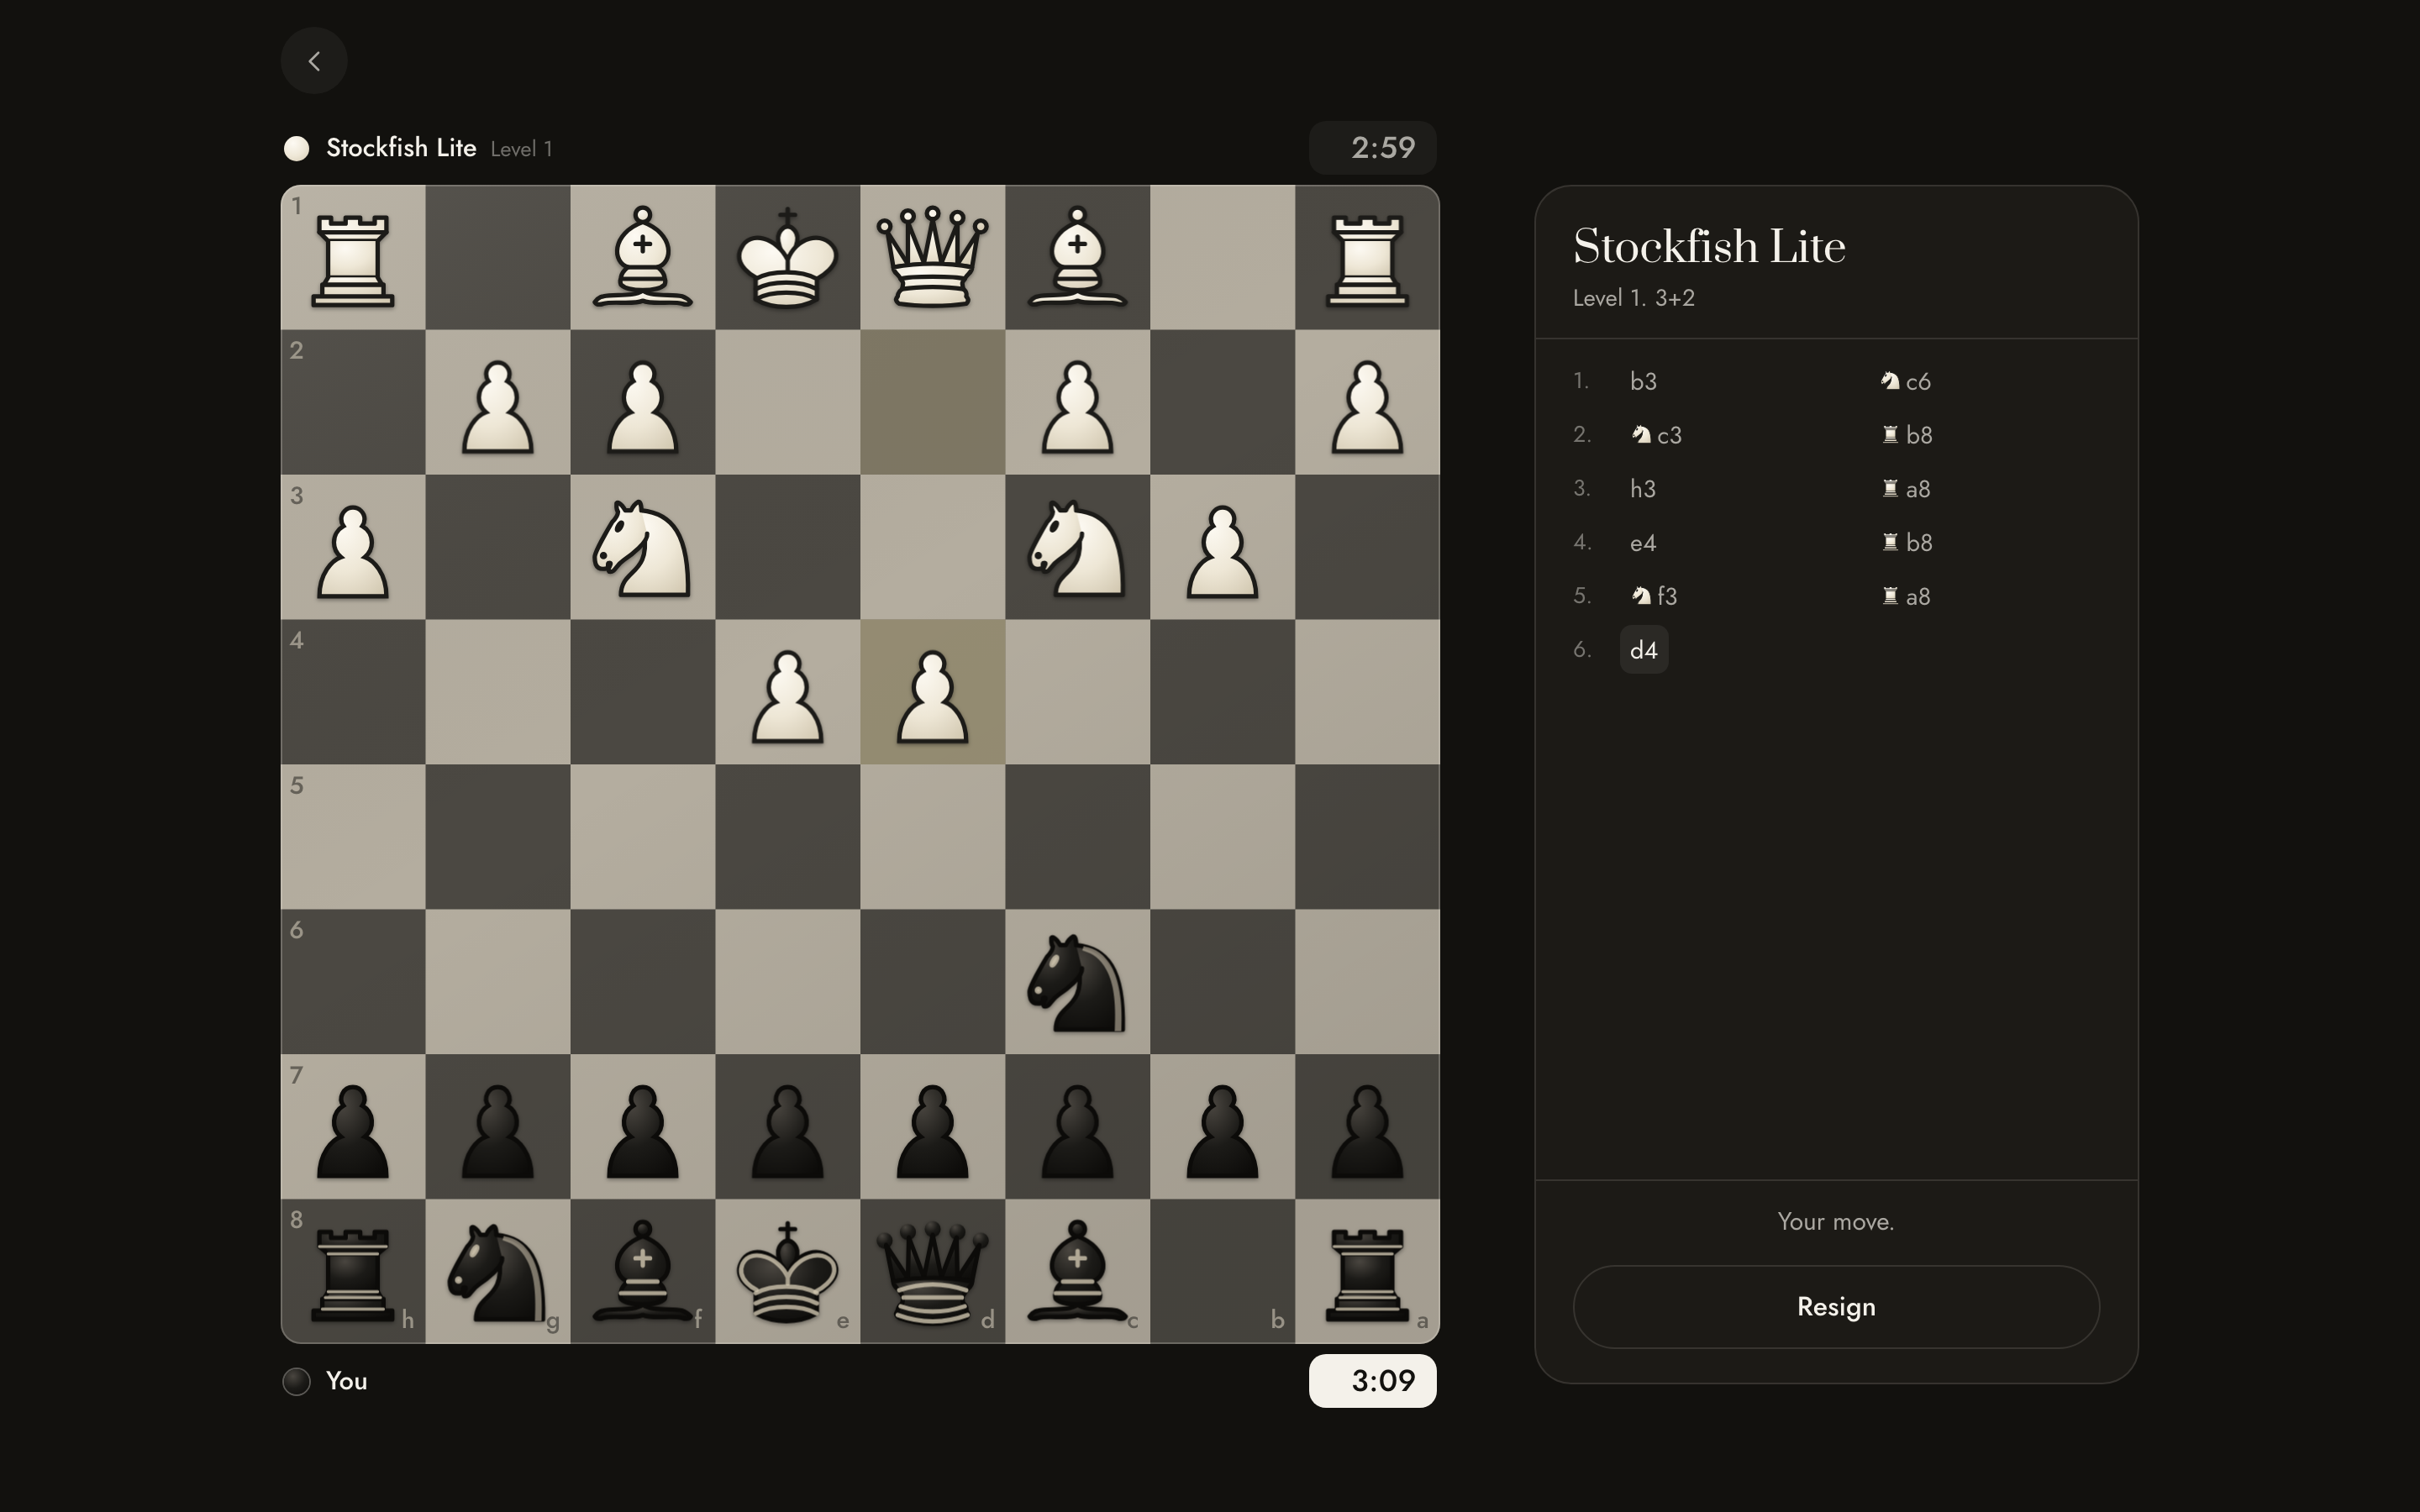 Stockfish Lite Level 1
2:59
1
2
3
4
5
6
7
8
h g f e d c b a
You
3:09
Stockfish Lite
Level 1. 3+2
1. b3 c6
2. c3 b8
3. h3 a8
4. e4 b8
5. f3 a8
6. d4
Your move.
Resign